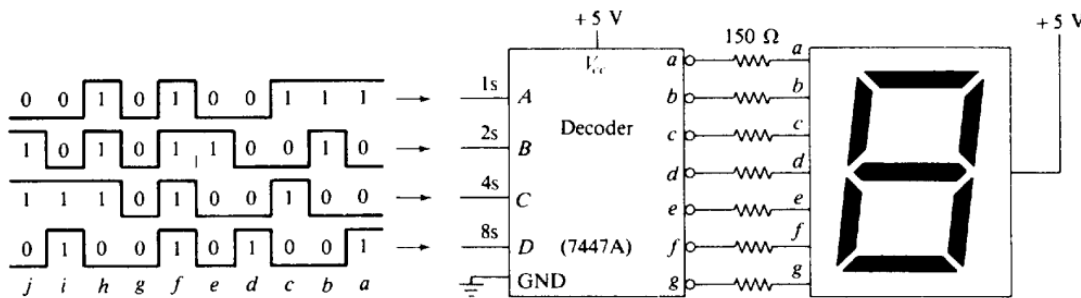 +5 V
+5 V
150 Ω
V_cc
a
a
0 0 1 0 1 0 0 1 1 1
1s
A
b
b
Decoder
1 0 1 0 1 1 0 0 1 0
2s
B
c
c
d
d
1 1 1 0 1 0 0 1 0 0
4s
C
e
e
0 1 0 0 1 0 1 0 0 1
8s
D
(7447A)
f
f
GND
g
g
j i h g f e d c b a